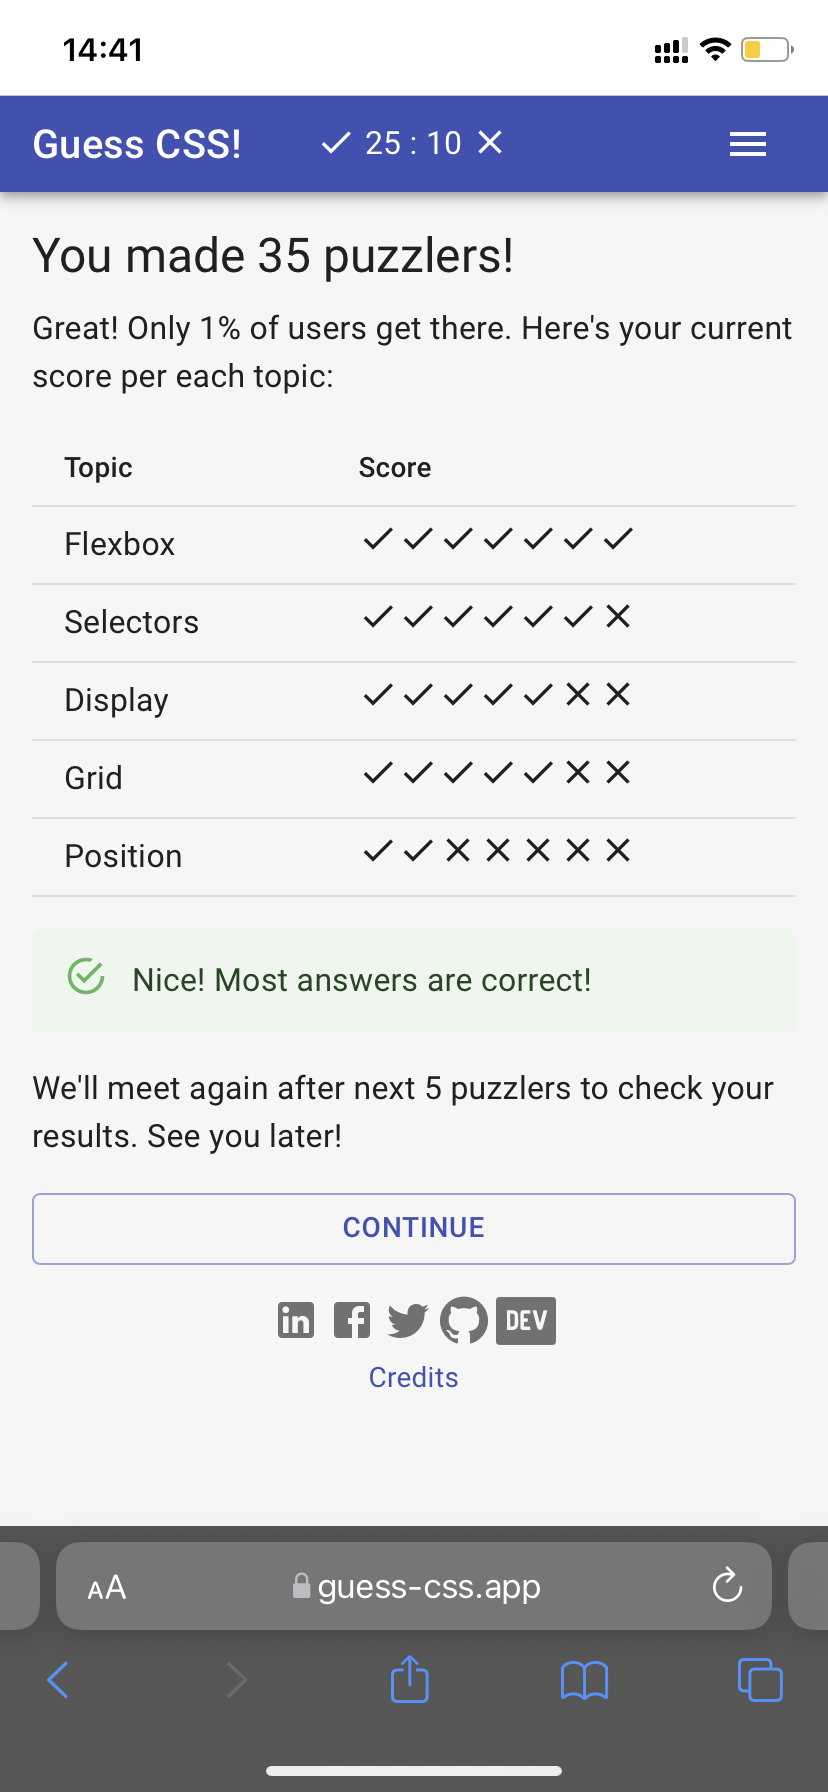 14:41
Guess CSS! ✓ 25 : 10 ✕
You made 35 puzzlers!
Great! Only 1% of users get there. Here's your current
score per each topic:
Topic Score
Flexbox ✓ ✓ ✓ ✓ ✓ ✓ ✓
Selectors ✓ ✓ ✓ ✓ ✓ ✓ ✕
Display ✓ ✓ ✓ ✓ ✓ ✕ ✕
Grid ✓ ✓ ✓ ✓ ✓ ✕ ✕
Position ✓ ✓ ✕ ✕ ✕ ✕ ✕
Nice! Most answers are correct!
We'll meet again after next 5 puzzlers to check your
results. See you later!
CONTINUE
in f DEV
Credits
AA guess-css.app